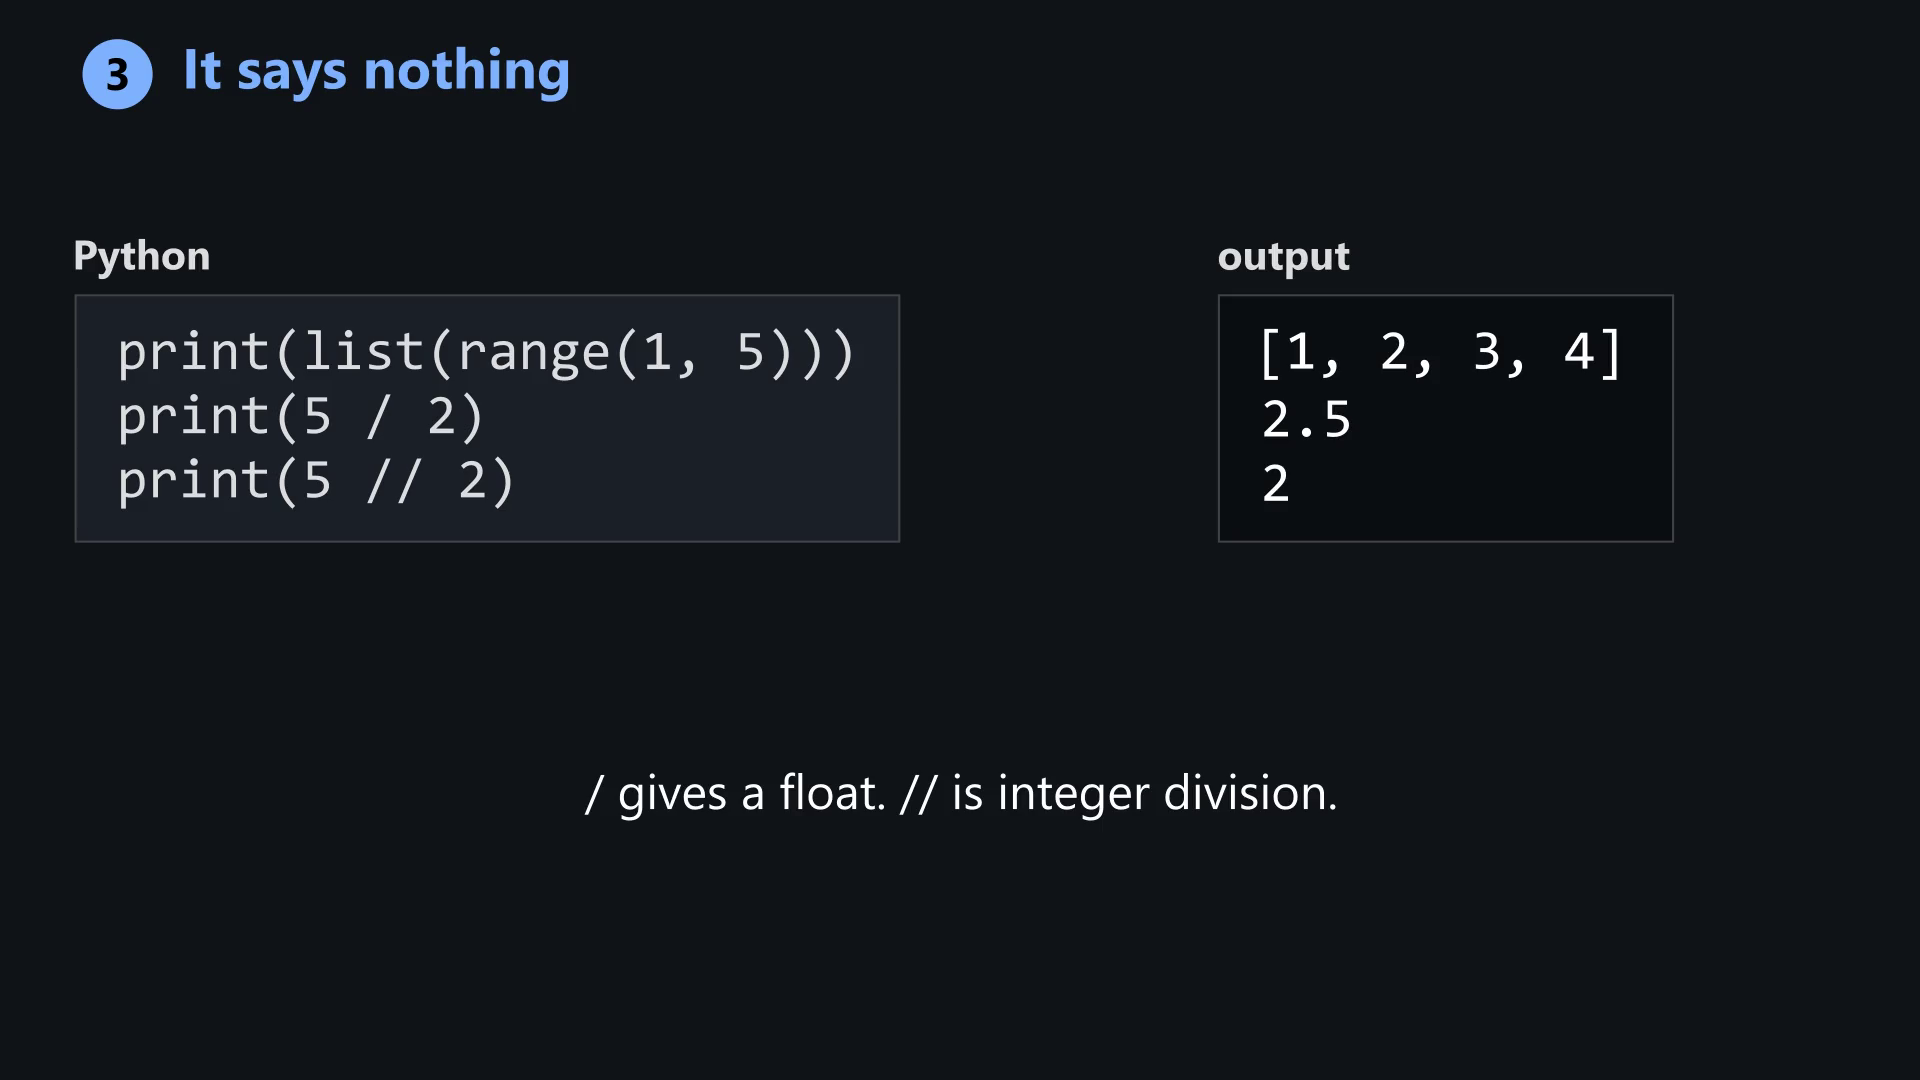 3 It says nothing
Python
print(list(range(1, 5)))
print(5 / 2)
print(5 // 2)
output
[1, 2, 3, 4]
2.5
2
/ gives a float. // is integer division.